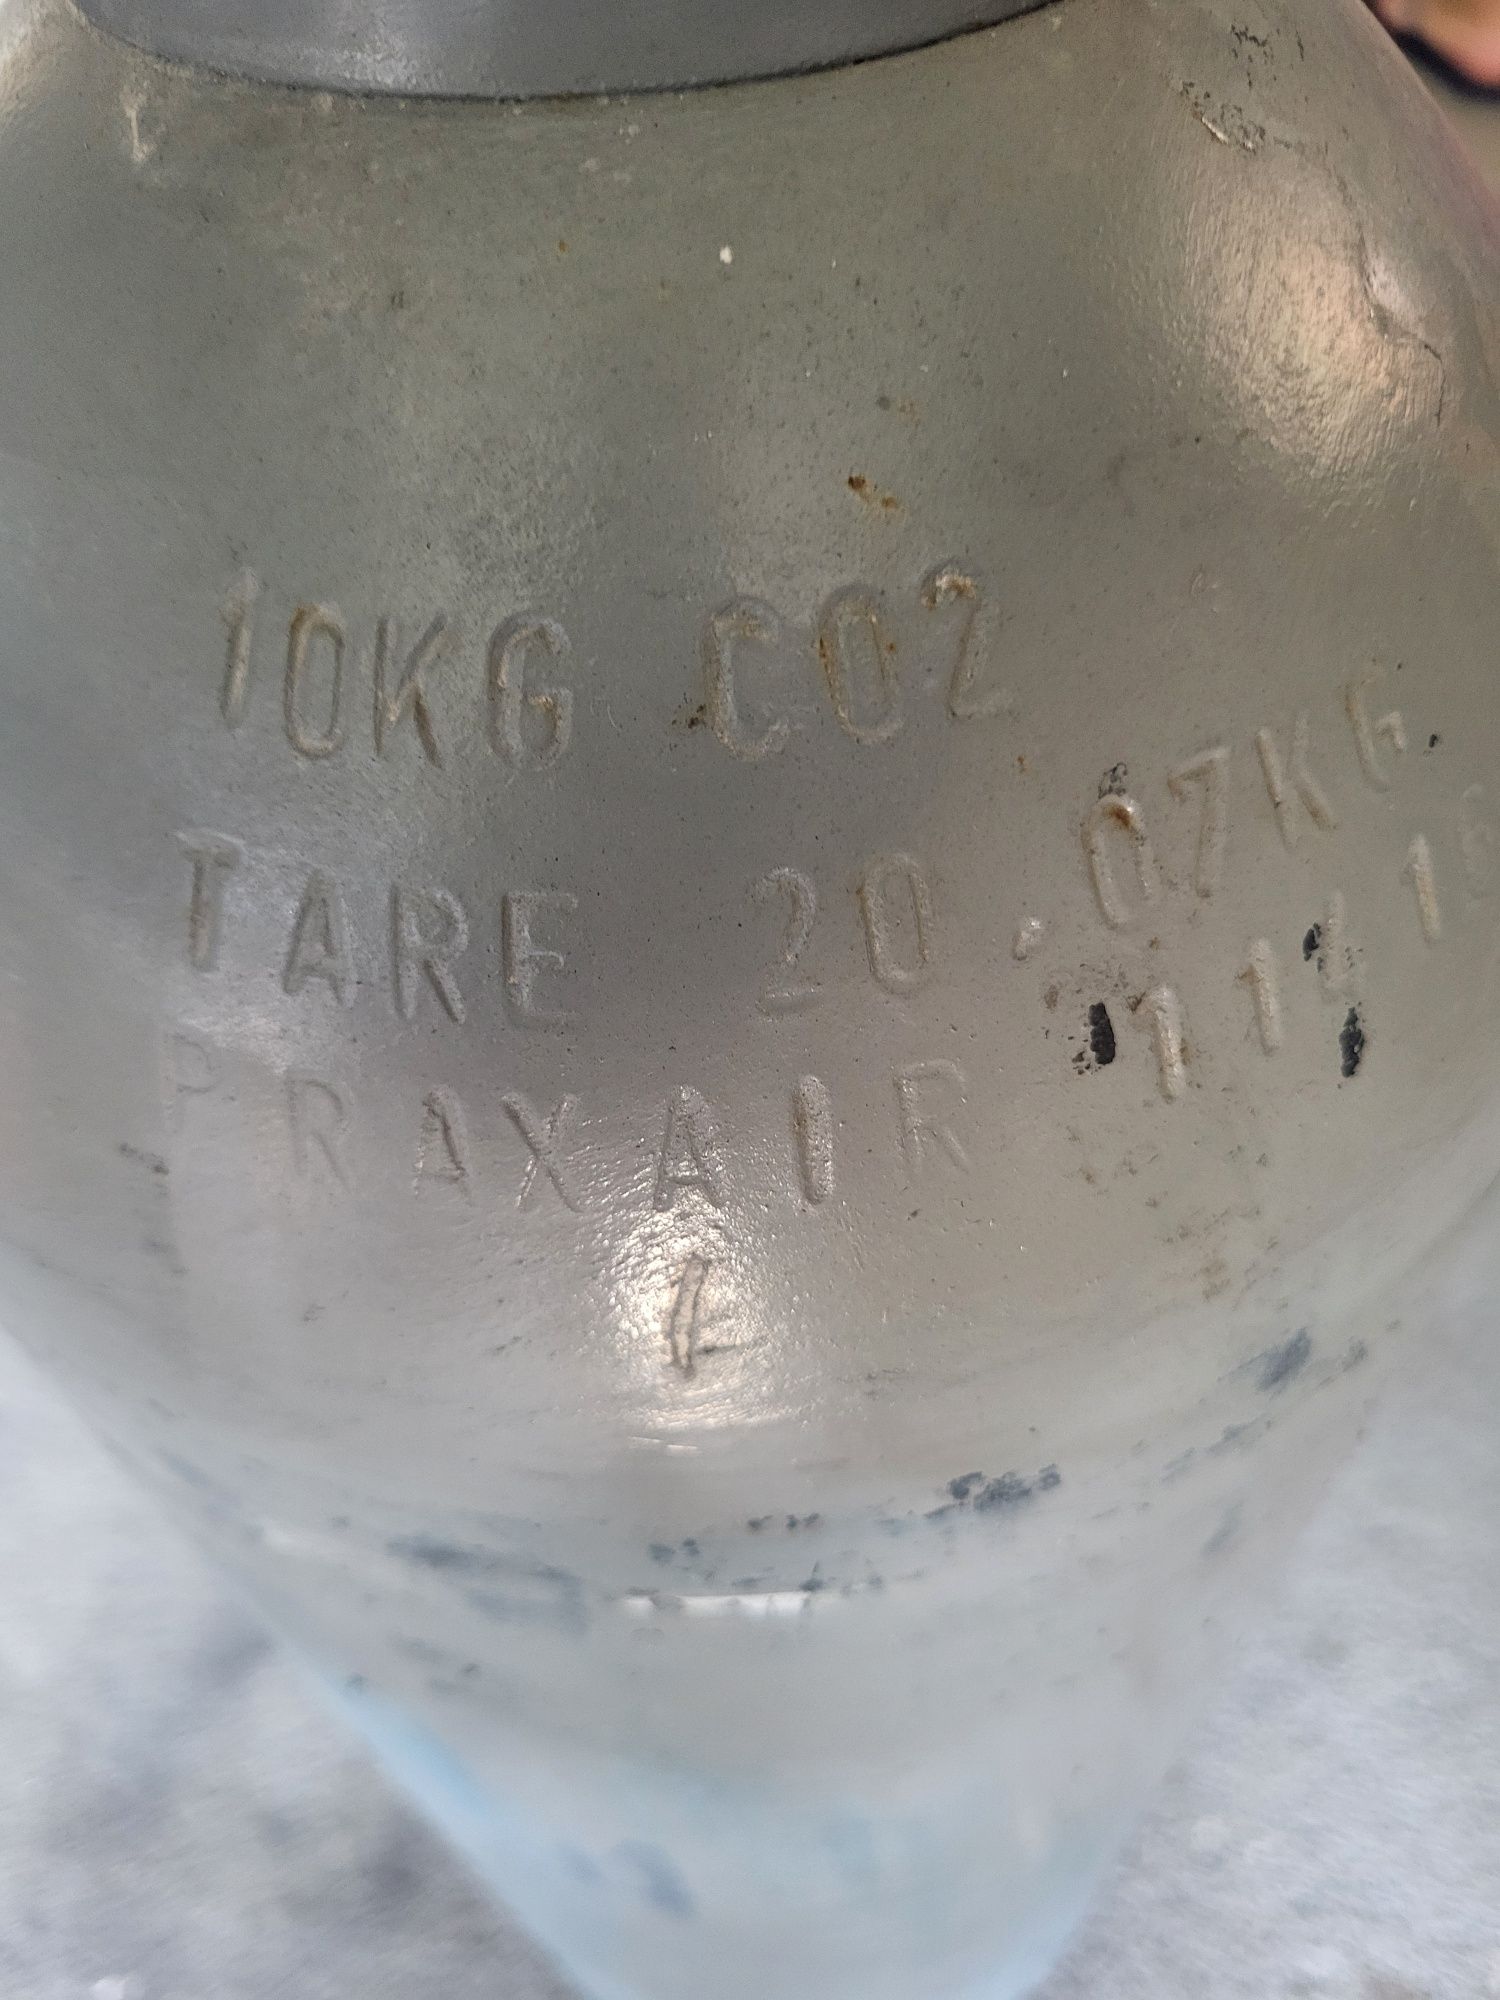 10KG CO2
TARE 20.07KG
PRAXAIR